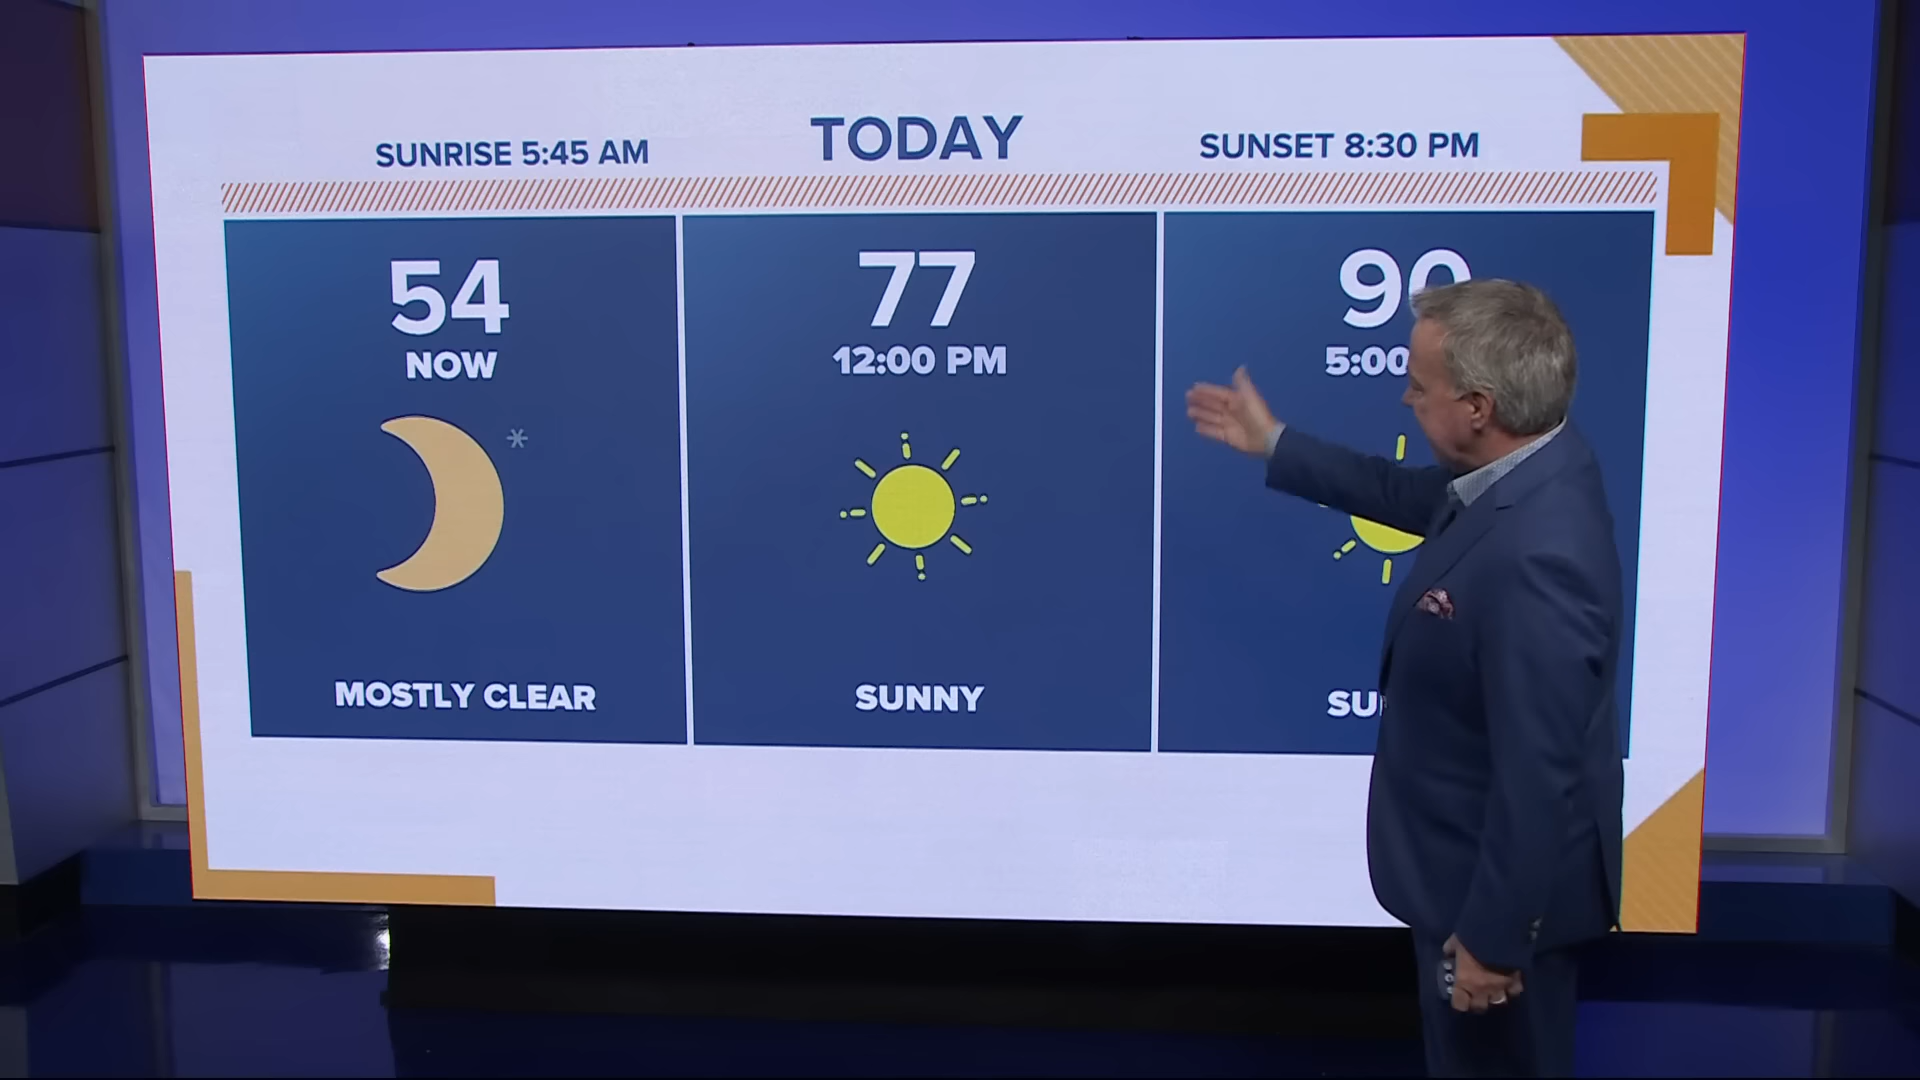 SUNRISE 5:45 AM
TODAY
SUNSET 8:30 PM
54
NOW
MOSTLY CLEAR
77
12:00 PM
SUNNY
90
5:00